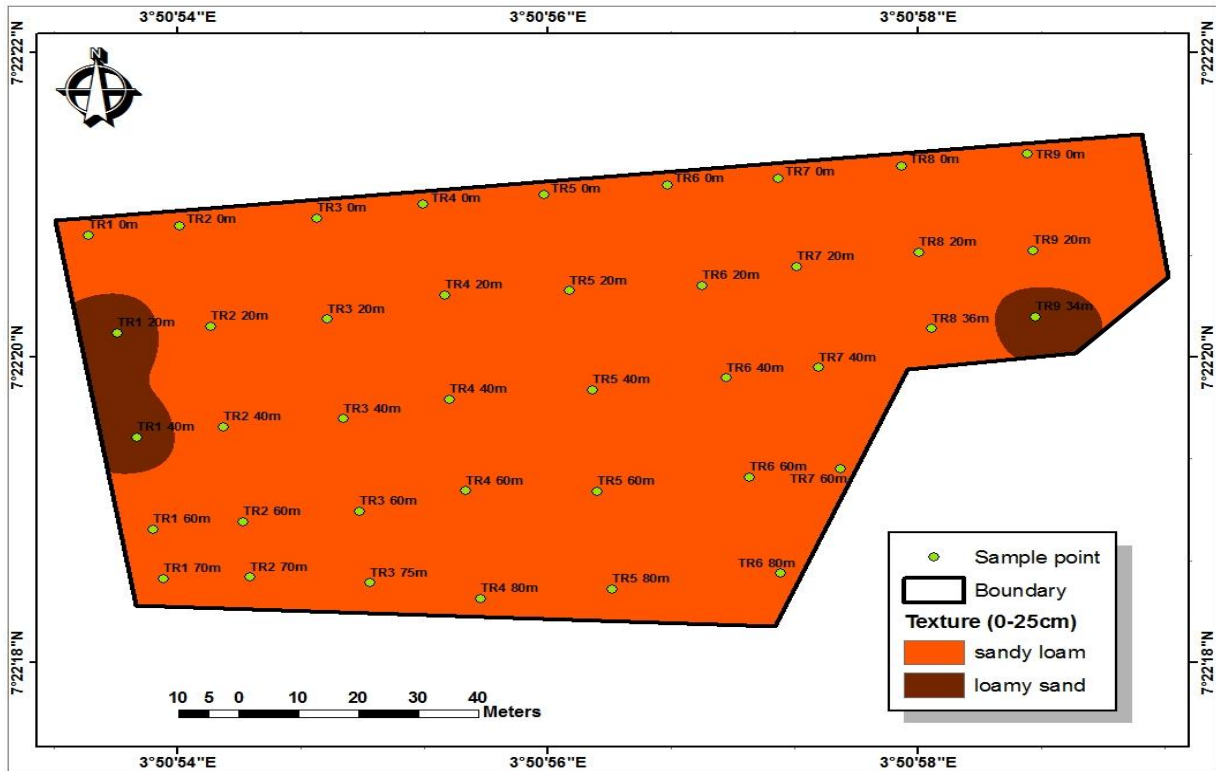 3°50'54"E 3°50'56"E 3°50'58"E
7°22'22"N 7°22'22"N
N
TR9 0m
TR8 0m
TR7 0m
TR6 0m
TR5 0m
TR4 0m
TR3 0m
TR2 0m
TR1 0m
TR9 20m
TR8 20m
TR7 20m
TR6 20m
TR5 20m
TR4 20m
TR3 20m
TR2 20m
TR1 20m
TR9 34m
TR8 36m
7°22'20"N 7°22'20"N
TR7 40m
TR6 40m
TR5 40m
TR4 40m
TR3 40m
TR2 40m
TR1 40m
TR6 60m
TR7 60m
TR5 60m
TR4 60m
TR3 60m
TR2 60m
TR1 60m
TR6 80m
TR1 70m
TR2 70m
TR3 75m
TR4 80m
TR5 80m
Sample point
Boundary
Texture (0-25cm)
sandy loam
loamy sand
7°22'18"N 7°22'18"N
10 5 0 10 20 30 40
Meters
3°50'54"E 3°50'56"E 3°50'58"E